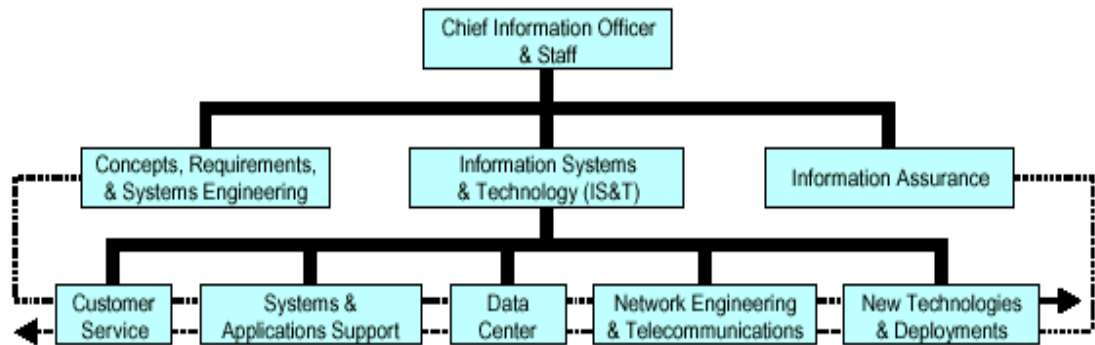 Chief Information Officer
& Staff
Concepts, Requirements,
& Systems Engineering
Information Systems
& Technology (IS&T)
Information Assurance
Customer
Service
Systems &
Applications Support
Data
Center
Network Engineering
& Telecommunications
New Technologies
& Deployments